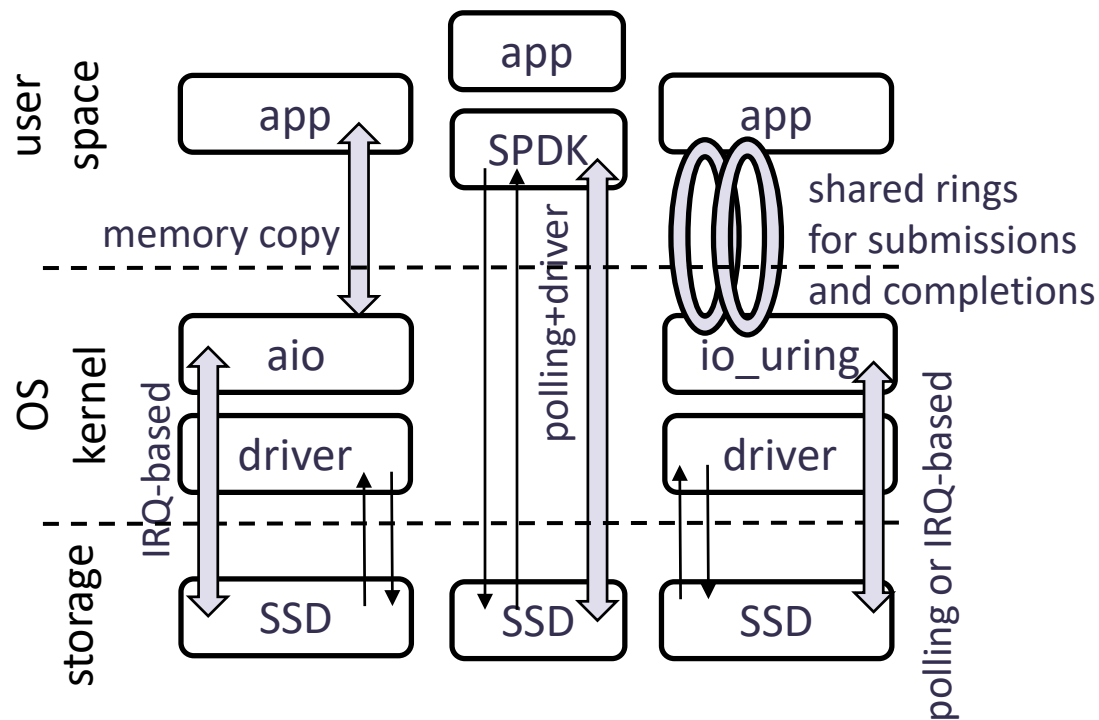 user
space
app
memory copy
app
SPDK
polling+driver
app
shared rings
for submissions
and completions
OS
kernel
aio
driver
IRQ-based
io_uring
driver
polling or IRQ-based
storage
SSD
SSD
SSD